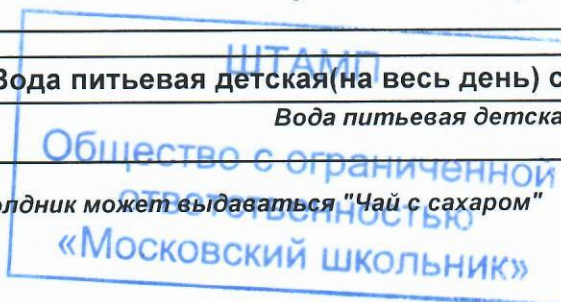 ШТАМП
Вода питьевая детская(на весь день) с
Вода питьевая детска
Общество с ограниченной
олдник может выдаваться "Чай с сахаром"
ответственностью
«Московский школьник»